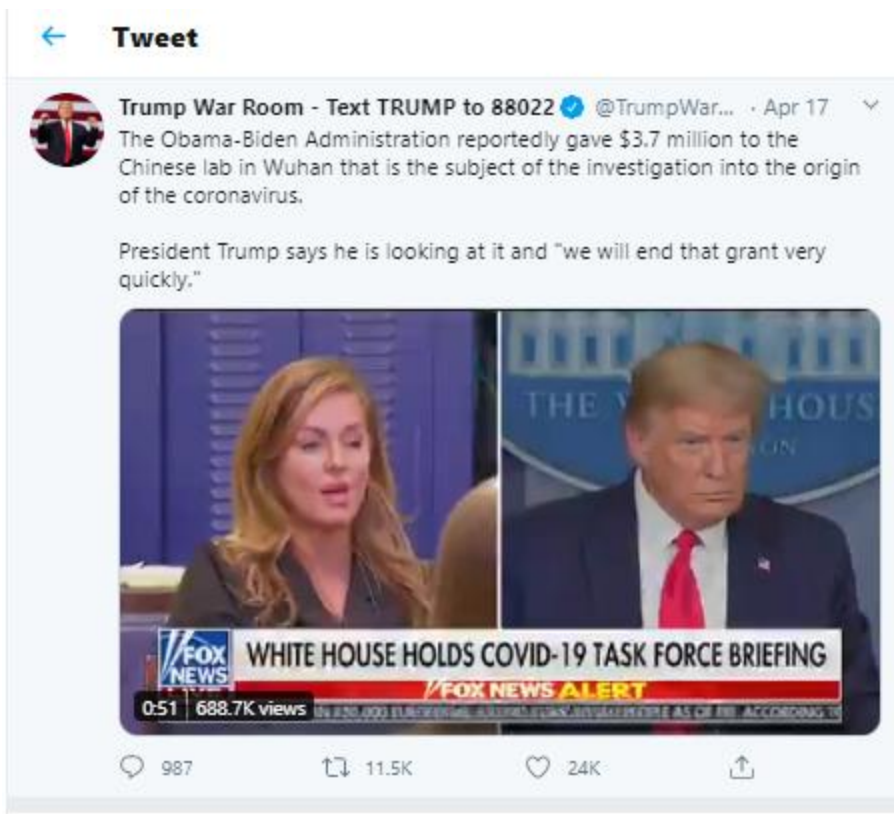 Tweet
Trump War Room - Text TRUMP to 88022 @TrumpWar... · Apr 17
The Obama-Biden Administration reportedly gave $3.7 million to the
Chinese lab in Wuhan that is the subject of the investigation into the origin
of the coronavirus.
President Trump says he is looking at it and "we will end that grant very
quickly."
THE HOUS
ON
FOX
NEWS
WHITE HOUSE HOLDS COVID-19 TASK FORCE BRIEFING
FOX NEWS ALERT
0:51 688.7K views
ACCORDING
987 11.5K 24K